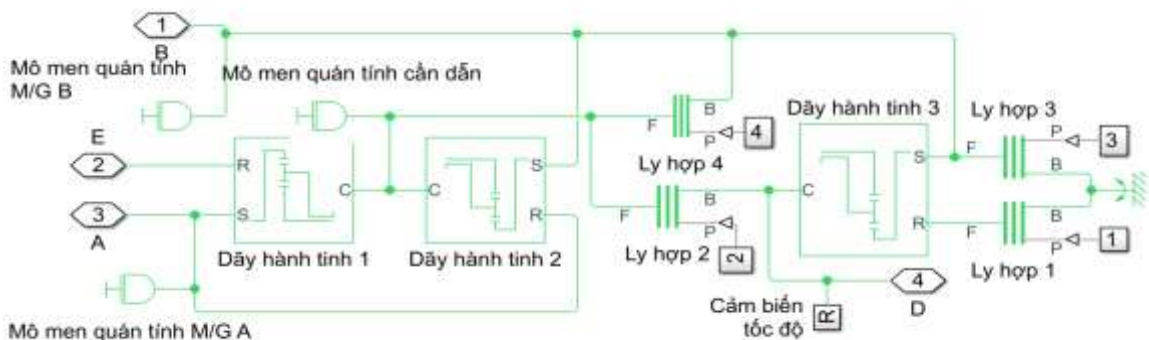 1
B
Mô men quán tính
M/G B
Mô men quán tính cần dẫn
E
2
3
A
R
S
C
Dãy hành tinh 1
C
S
R
Dãy hành tinh 2
Mô men quán tính M/G A
F
B
P
4
Ly hợp 4
F
B
P
2
Ly hợp 2
Dãy hành tinh 3
C
S
R
Ly hợp 3
F
P
B
3
F
B
P
1
Ly hợp 1
Cảm biến
tốc độ
R
4
D